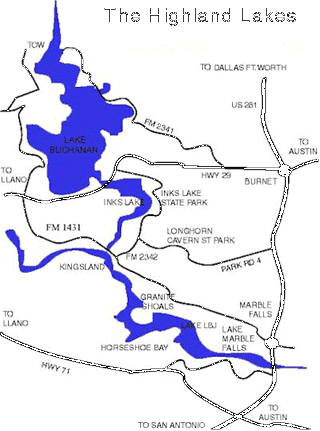 The Highland Lakes
TOW
TO DALLAS FT. WORTH
US 281
FM 2341
LAKE
BUCHANAN
TO
AUSTIN
TO
LLANO
HWY 29
BURNET
INKS LAKE
INKS LAKE
STATE PARK
FM 1431
LONGHORN
CAVERN ST PARK
FM 2342
KINGSLAND
PARK RD 4
GRANITE
SHOALS
MARBLE
FALLS
TO
LLANO
LAKE LBJ
LAKE
MARBLE
FALLS
HORSESHOE BAY
HWY 71
TO
AUSTIN
TO SAN ANTONIO